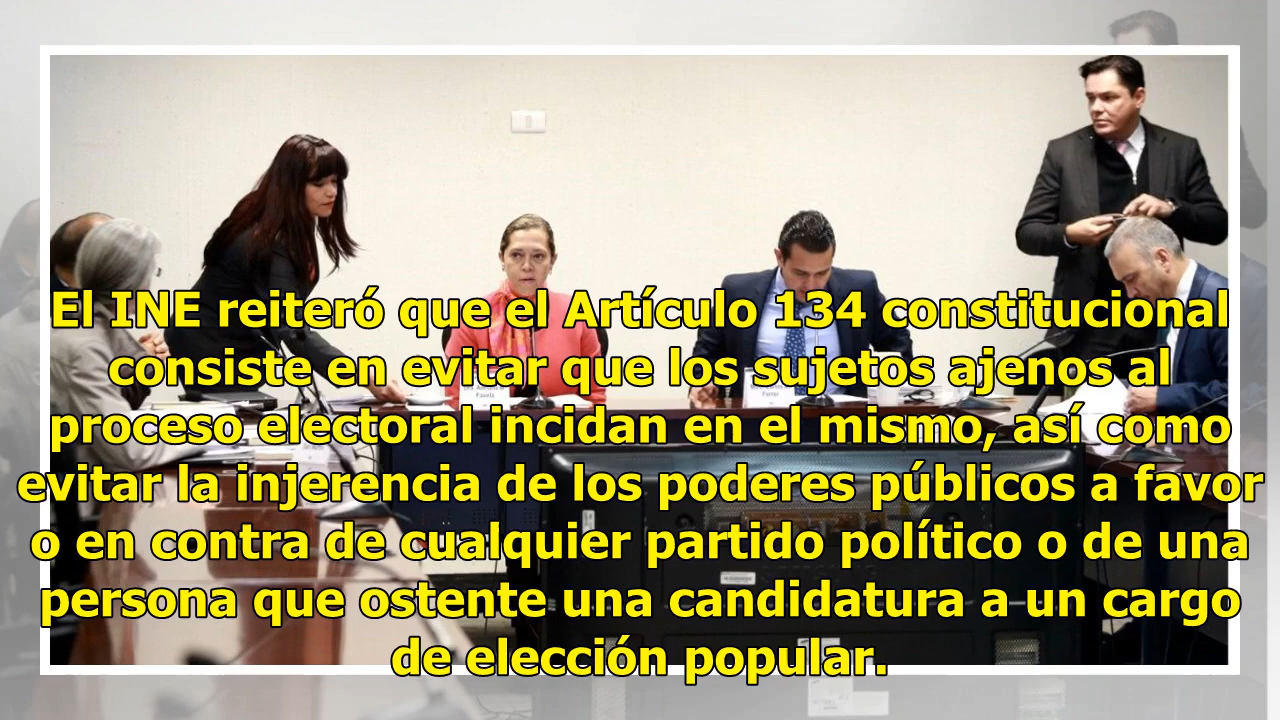 El INE reiteró que el Artículo 134 constitucional
consiste en evitar que los sujetos ajenos al
proceso electoral incidan en el mismo, así como
evitar la injerencia de los poderes públicos a favor
o en contra de cualquier partido político o de una
persona que ostente una candidatura a un cargo
de elección popular.
Favela
Ferrer